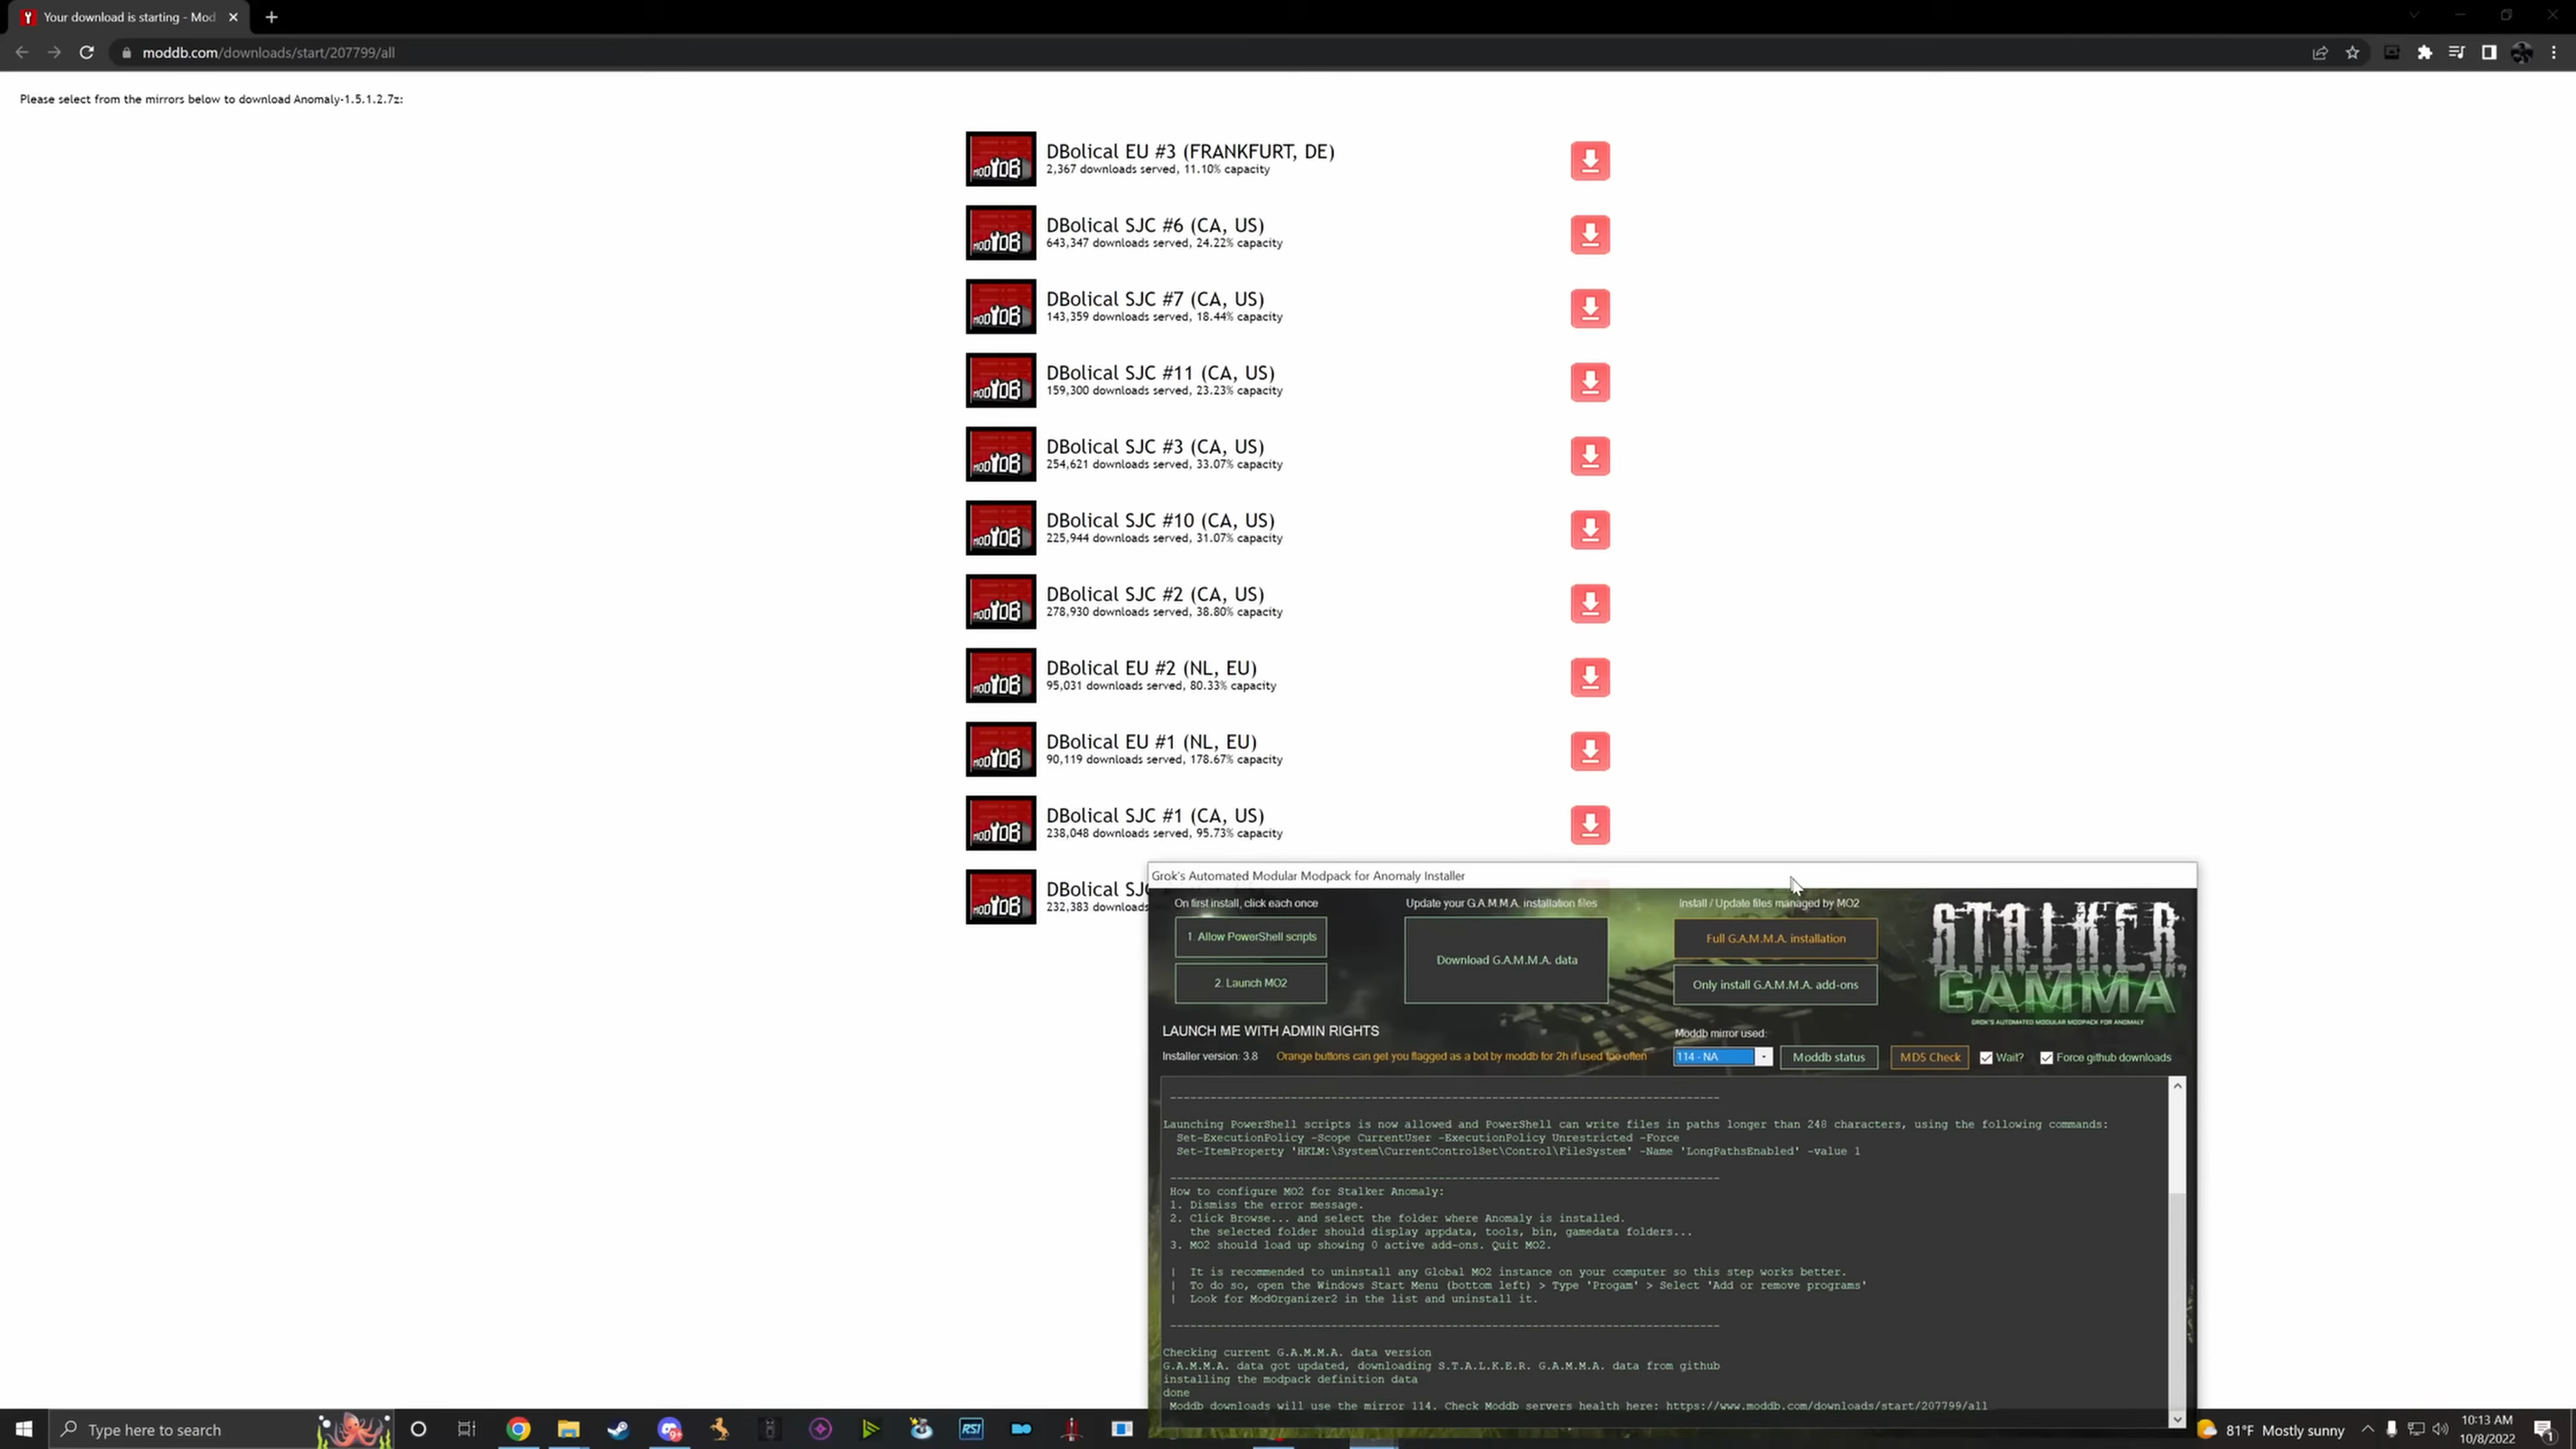 Your download is starting - Mod
moddb.com/downloads/start/207799/all
Please select from the mirrors below to download Anomaly-1.5.1.2.7z:
DBolical EU #3 (FRANKFURT, DE)
2,367 downloads served, 11.10% capacity
DBolical SJC #6 (CA, US)
643,347 downloads served, 24.22% capacity
DBolical SJC #7 (CA, US)
143,359 downloads served, 18.44% capacity
DBolical SJC #11 (CA, US)
159,300 downloads served, 23.23% capacity
DBolical SJC #3 (CA, US)
254,621 downloads served, 33.07% capacity
DBolical SJC #10 (CA, US)
225,944 downloads served, 31.07% capacity
DBolical SJC #2 (CA, US)
278,930 downloads served, 38.80% capacity
DBolical EU #2 (NL, EU)
95,031 downloads served, 80.33% capacity
DBolical EU #1 (NL, EU)
90,119 downloads served, 178.67% capacity
DBolical SJC #1 (CA, US)
238,048 downloads served, 95.73% capacity
DBolical SJC
232,383 downloads
Grok's Automated Modular Modpack for Anomaly Installer
On first install, click each once
1. Allow PowerShell scripts
2. Launch MO2
Update your G.A.M.M.A. installation files
Download G.A.M.M.A. data
Install / Update files managed by MO2
Full G.A.M.M.A. installation
Only install G.A.M.M.A. add-ons
S.T.A.L.K.E.R.
GAMMA
GROK'S AUTOMATED MODULAR MODPACK FOR ANOMALY
LAUNCH ME WITH ADMIN RIGHTS
Moddb mirror used:
Installer version: 3.8
Orange buttons can get you flagged as a bot by moddb for 2h if used too often
114 - NA
Moddb status
MD5 Check
Wait?
Force github downloads
Launching PowerShell scripts is now allowed and PowerShell can write files in paths longer than 248 characters, using the following commands:
Set-ExecutionPolicy -Scope CurrentUser -ExecutionPolicy Unrestricted -Force
Set-ItemProperty 'HKLM:\System\CurrentControlSet\Control\FileSystem' -Name 'LongPathsEnabled' -value 1
How to configure MO2 for Stalker Anomaly:
1. Dismiss the error message.
2. Click Browse... and select the folder where Anomaly is installed.
the selected folder should display appdata, tools, bin, gamedata folders...
3. MO2 should load up showing 0 active add-ons. Quit MO2.
| It is recommended to uninstall any Global MO2 instance on your computer so this step works better.
| To do so, open the Windows Start Menu (bottom left) > Type 'Progam' > Select 'Add or remove programs'
| Look for ModOrganizer2 in the list and uninstall it.
Checking current G.A.M.M.A. data version
G.A.M.M.A. data got updated, downloading S.T.A.L.K.E.R. G.A.M.M.A. data from github
installing the modpack definition data
done
Moddb downloads will use the mirror 114. Check Moddb servers health here: https://www.moddb.com/downloads/start/207799/all
Type here to search
RSI
81°F Mostly sunny
10:13 AM
10/8/2022